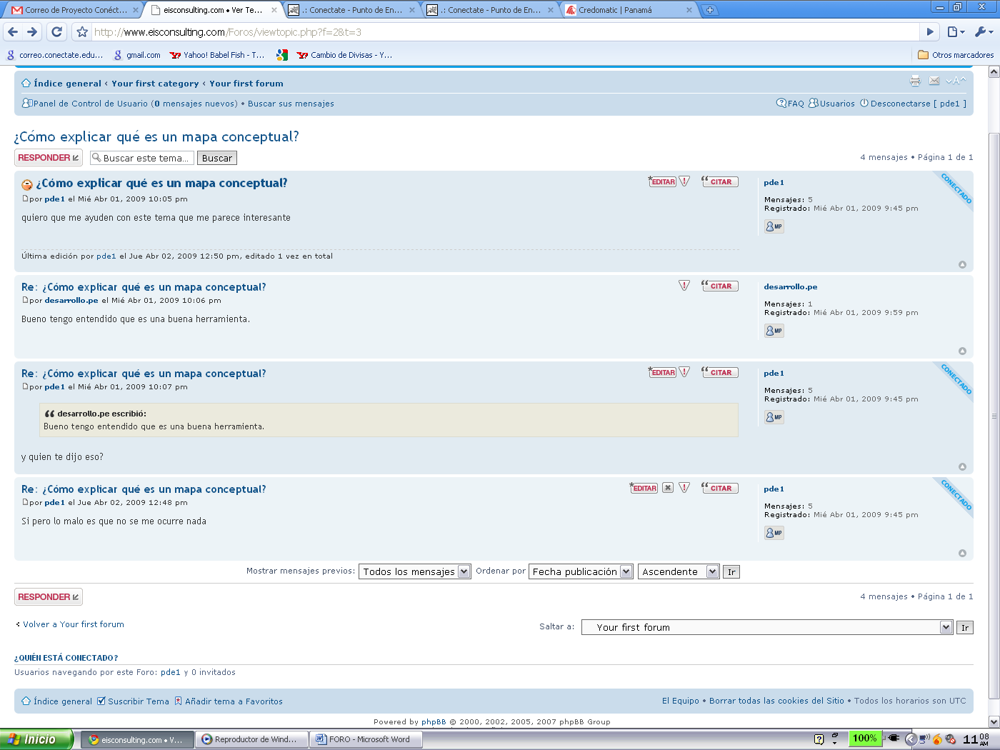 Correo de Proyecto Conéct...
eisconsulting.com • Ver Te...
.: Conectate - Punto de En...
.: Conectate - Punto de En...
Credomatic | Panamá
http://www.eisconsulting.com/Foros/viewtopic.php?f=2&t=3
correo.conectate.edu...
gmail.com
Yahoo! Babel Fish - T...
Cambio de Divisas - Y...
Otros marcadores
Índice general ‹ Your first category ‹ Your first forum
Panel de Control de Usuario (0 mensajes nuevos) • Buscar sus mensajes
FAQ Usuarios Desconectarse [ pde1 ]
¿Cómo explicar qué es un mapa conceptual?
RESPONDER
Buscar este tema...
Buscar
4 mensajes • Página 1 de 1
¿Cómo explicar qué es un mapa conceptual?
*EDITAR
CITAR
pde1
CONECTADO
por pde1 el Mié Abr 01, 2009 10:05 pm
Mensajes: 5
Registrado: Mié Abr 01, 2009 9:45 pm
quiero que me ayuden con este tema que me parece interesante
MP
Última edición por pde1 el Jue Abr 02, 2009 12:50 pm, editado 1 vez en total
Re: ¿Cómo explicar qué es un mapa conceptual?
CITAR
desarrollo.pe
por desarrollo.pe el Mié Abr 01, 2009 10:06 pm
Mensajes: 1
Registrado: Mié Abr 01, 2009 9:59 pm
Bueno tengo entendido que es una buena herramienta.
MP
Re: ¿Cómo explicar qué es un mapa conceptual?
*EDITAR
CITAR
pde1
CONECTADO
por pde1 el Mié Abr 01, 2009 10:07 pm
Mensajes: 5
Registrado: Mié Abr 01, 2009 9:45 pm
desarrollo.pe escribió:
Bueno tengo entendido que es una buena herramienta.
MP
y quien te dijo eso?
Re: ¿Cómo explicar qué es un mapa conceptual?
*EDITAR
CITAR
pde1
CONECTADO
por pde1 el Jue Abr 02, 2009 12:48 pm
Mensajes: 5
Registrado: Mié Abr 01, 2009 9:45 pm
Si pero lo malo es que no se me ocurre nada
MP
Mostrar mensajes previos: Todos los mensajes Ordenar por Fecha publicación Ascendente Ir
RESPONDER
4 mensajes • Página 1 de 1
Volver a Your first forum
Saltar a: Your first forum Ir
¿QUIÉN ESTÁ CONECTADO?
Usuarios navegando por este Foro: pde1 y 0 invitados
Índice general Suscribir Tema Añadir tema a Favoritos
El Equipo • Borrar todas las cookies del Sitio • Todos los horarios son UTC
Powered by phpBB © 2000, 2002, 2005, 2007 phpBB Group
Inicio
eisconsulting.com • V...
Reproductor de Wind...
FORO - Microsoft Word
100%
11 08 AM